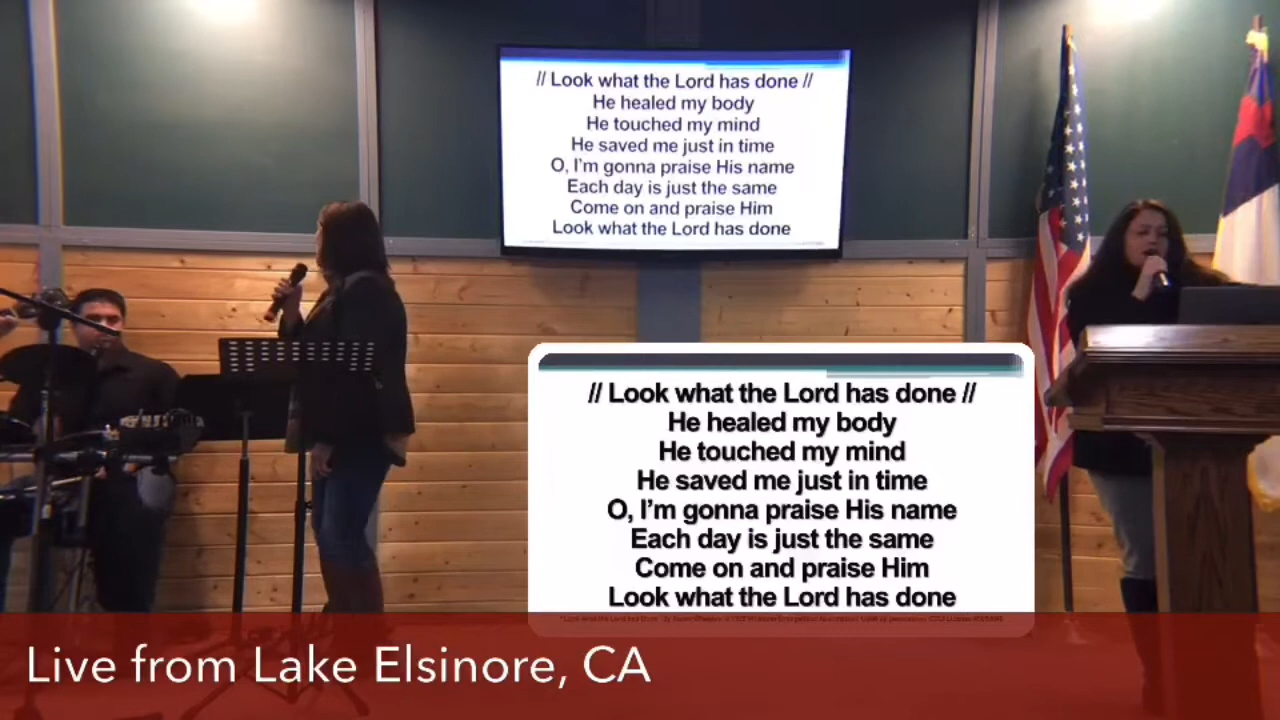 // Look what the Lord has done //
He healed my body
He touched my mind
He saved me just in time
O, I'm gonna praise His name
Each day is just the same
Come on and praise Him
Look what the Lord has done
// Look what the Lord has done //
He healed my body
He touched my mind
He saved me just in time
O, I'm gonna praise His name
Each day is just the same
Come on and praise Him
Look what the Lord has done
Live from Lake Elsinore, CA